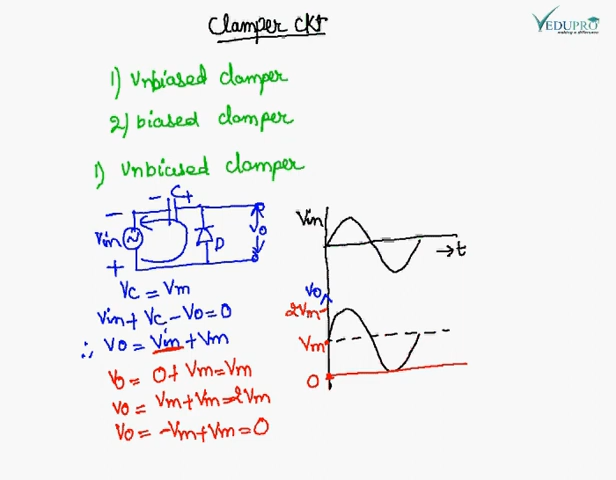 Clamper ckt
VEDUPRO
making a difference
1) Unbiased clamper
2) biased clamper
1) Unbiased clamper
- - C +
Vin
D
Vo
+
Vc = Vm
Vin + Vc - Vo = 0
∴ Vo = Vin + Vm
Vo = 0 + Vm = Vm
Vo = Vm + Vm = 2Vm
Vo = -Vm + Vm = 0
Vin
→ t
Vo
2Vm
Vm
0